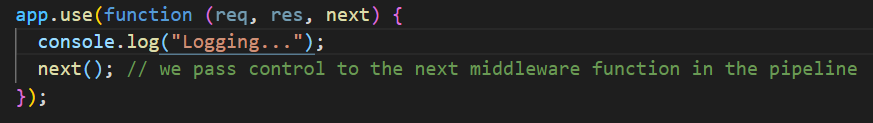 app.use(function (req, res, next) {
  console.log("Logging...");
  next(); // we pass control to the next middleware function in the pipeline
});